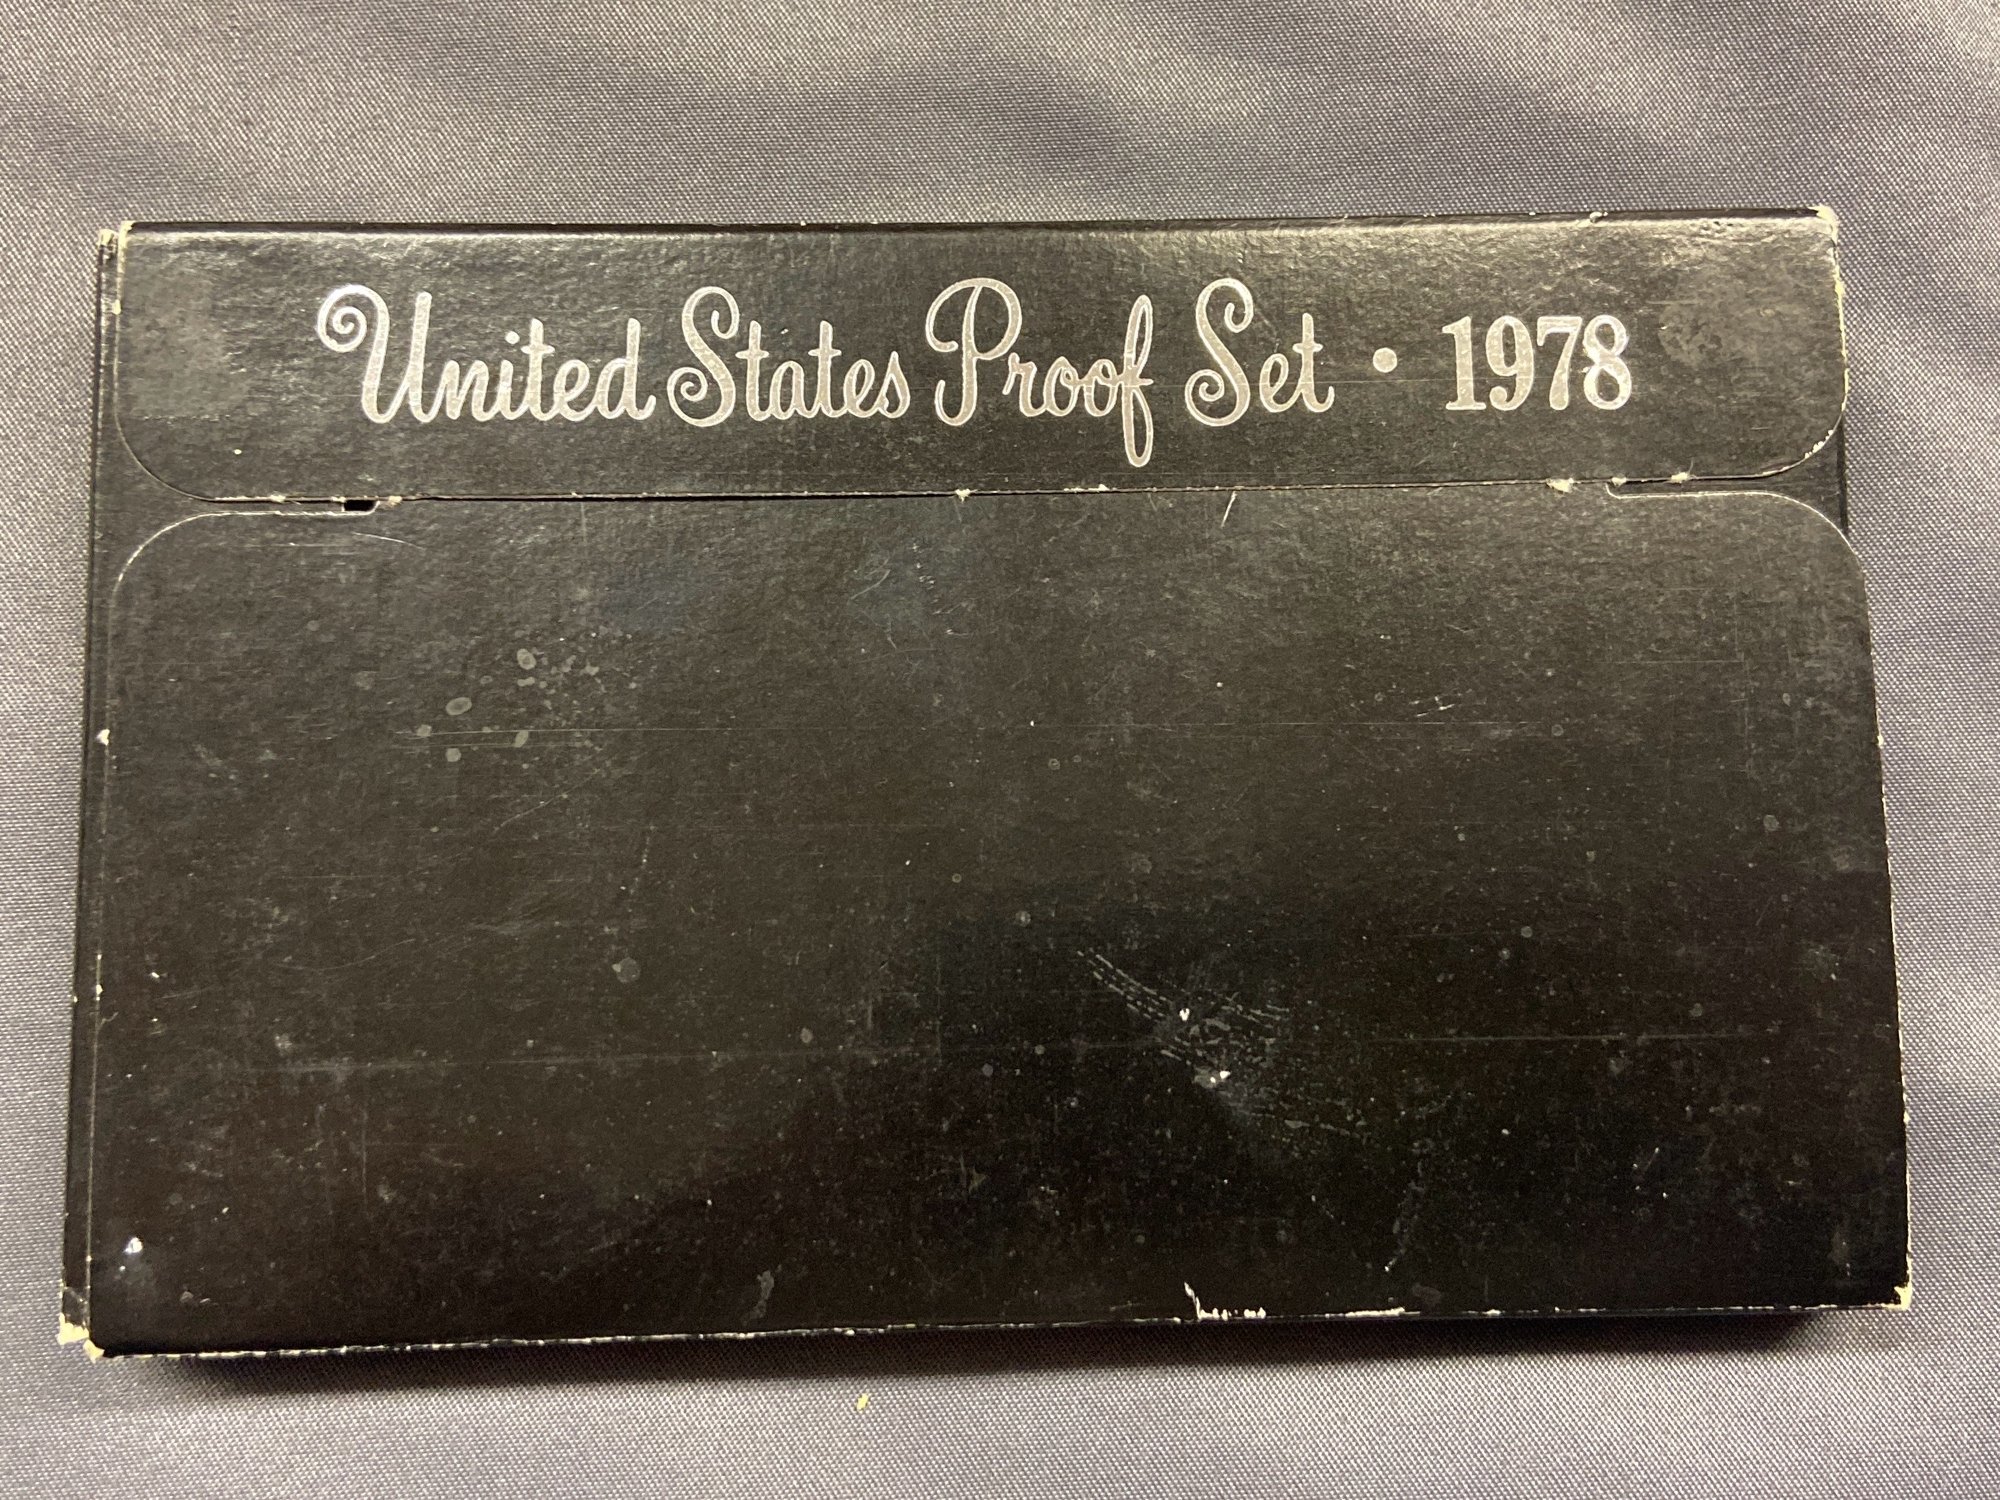 United States Proof Set • 1978